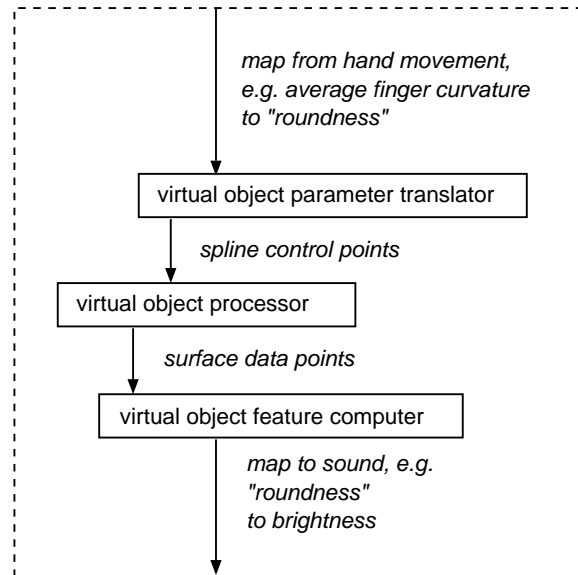 map from hand movement,
e.g. average finger curvature
to "roundness"
virtual object parameter translator
spline control points
virtual object processor
surface data points
virtual object feature computer
map to sound, e.g.
"roundness"
to brightness